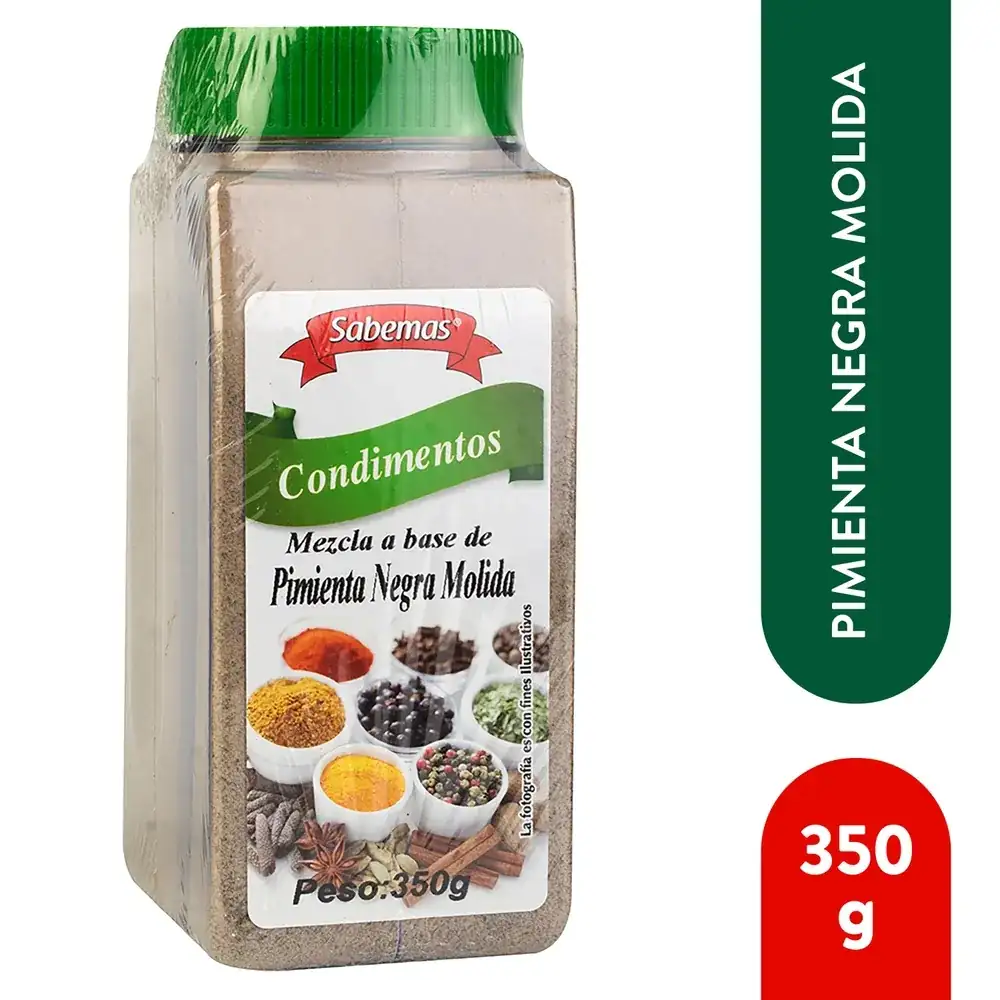 Sabemas®
Condimentos
Mezcla a base de
Pimienta Negra Molida
La fotografía es con fines Ilustrativos
Peso:350g
PIMIENTA NEGRA MOLIDA
350
g